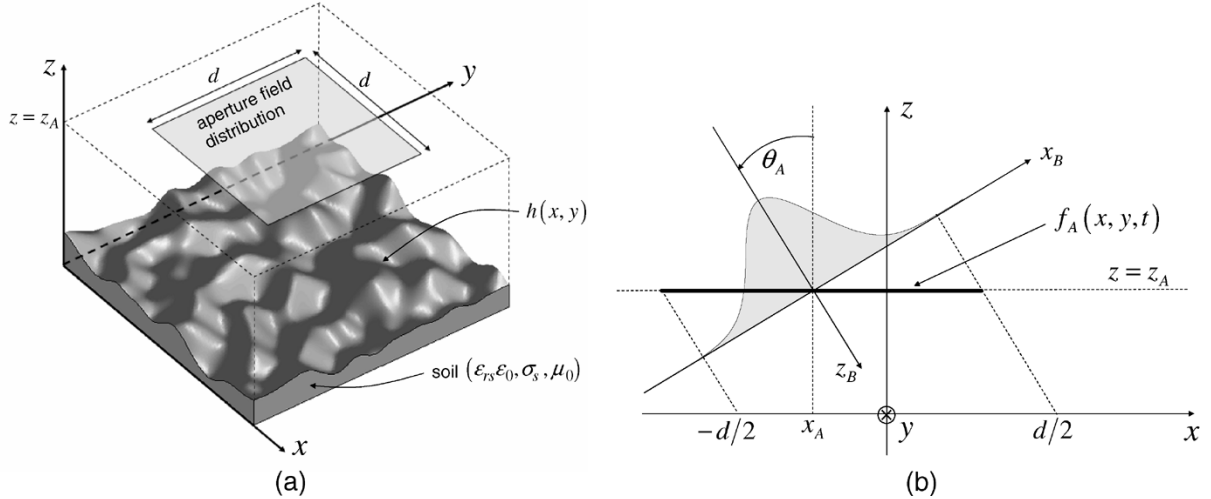 z
z = z_A
d
d
y
aperture field
distribution
h(x, y)
soil (ε_rs ε_0, σ_s, μ_0)
x
(a)
z
θ_A
x_B
f_A(x, y, t)
z = z_A
z_B
−d/2
x_A
y
d/2
x
(b)